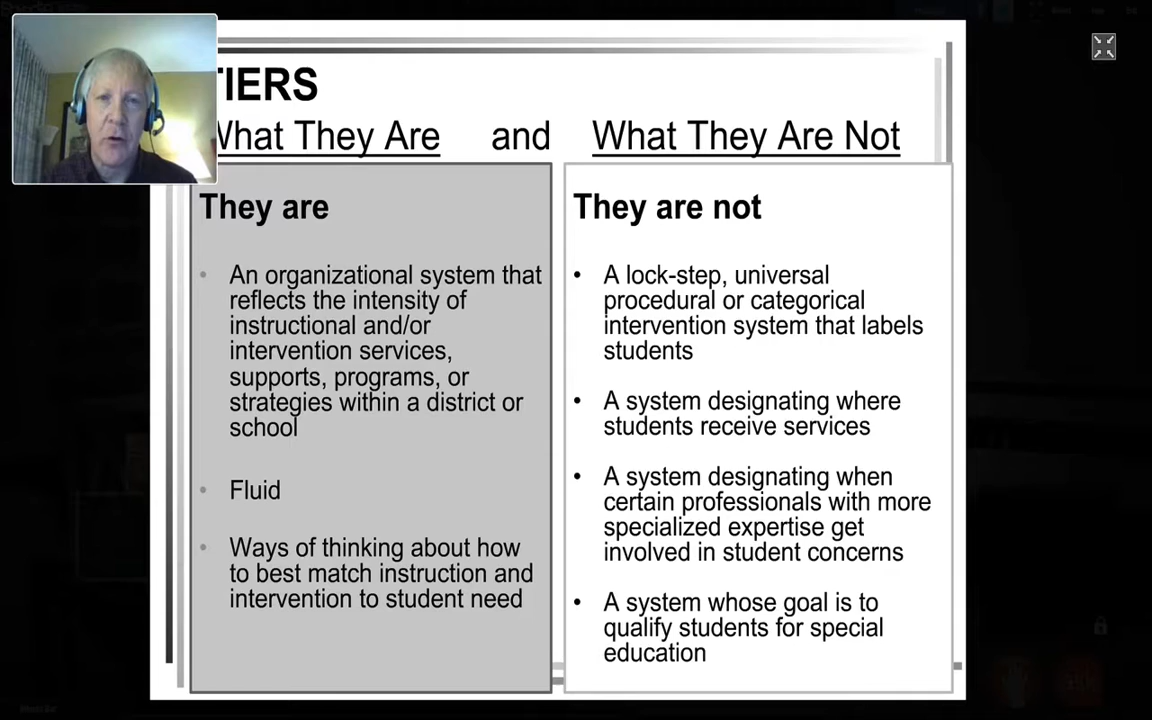 TIERS
What They Are and What They Are Not
They are
• An organizational system that
reflects the intensity of
instructional and/or
intervention services,
supports, programs, or
strategies within a district or
school
• Fluid
• Ways of thinking about how
to best match instruction and
intervention to student need
They are not
• A lock-step, universal
procedural or categorical
intervention system that labels
students
• A system designating where
students receive services
• A system designating when
certain professionals with more
specialized expertise get
involved in student concerns
• A system whose goal is to
qualify students for special
education